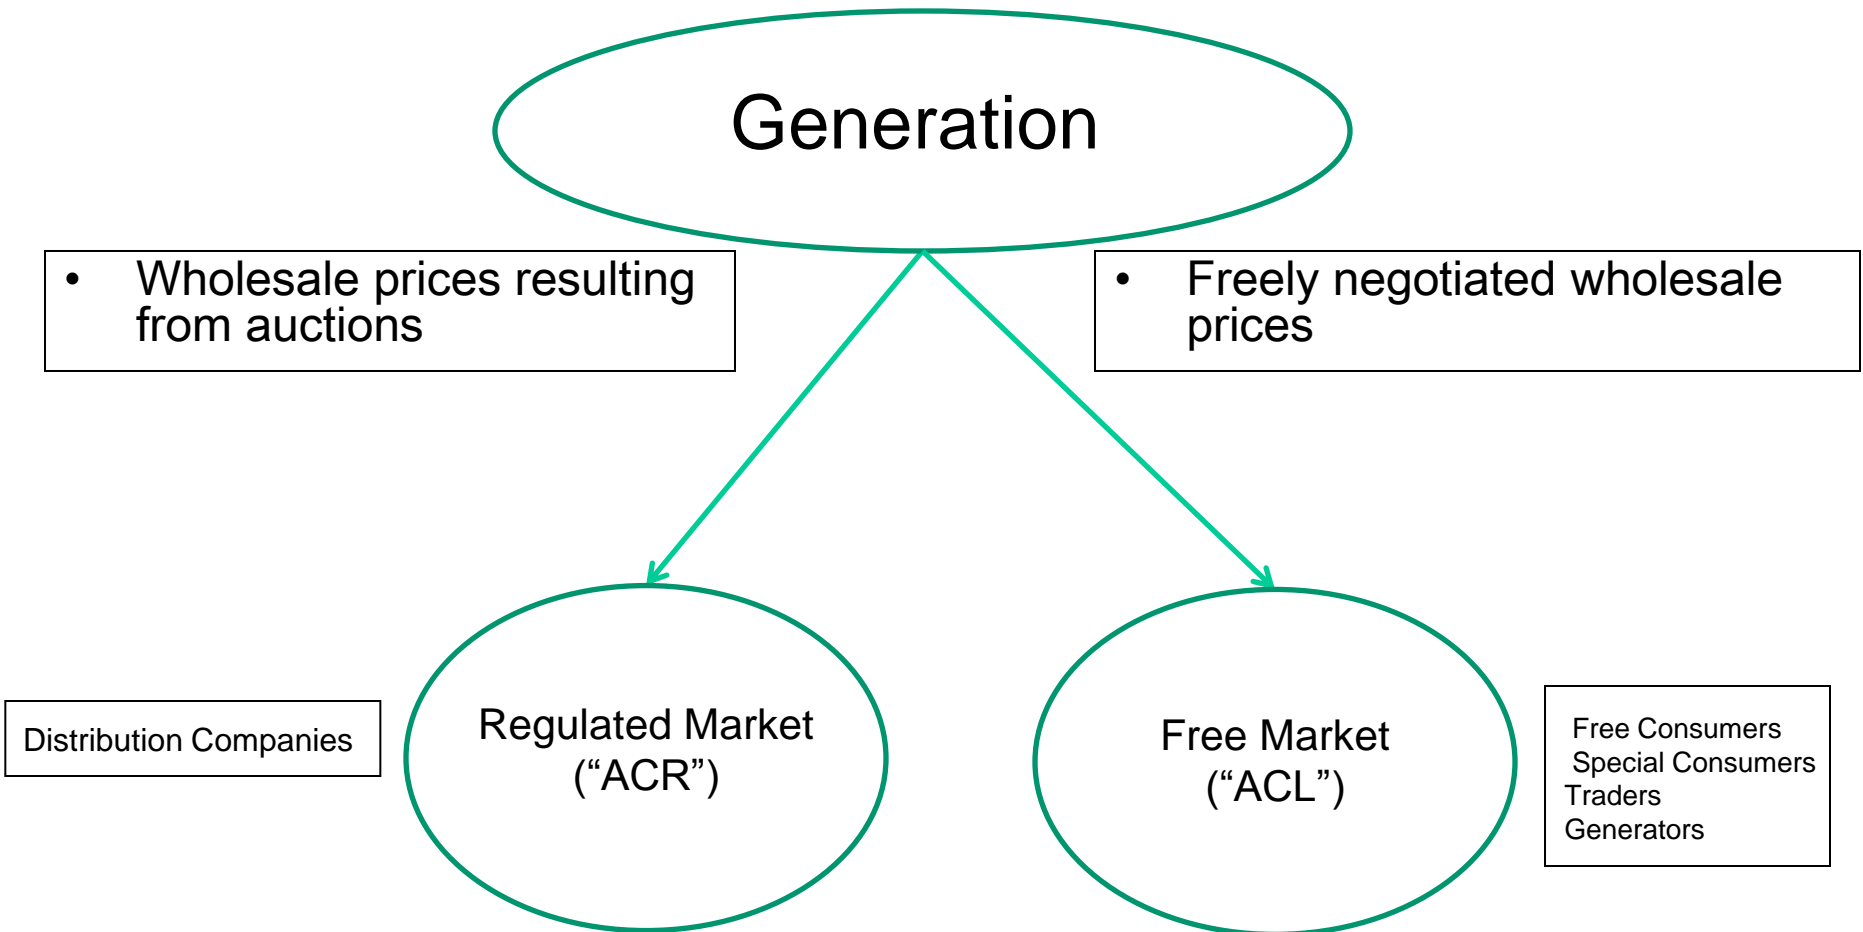 Generation
• Wholesale prices resulting
from auctions
• Freely negotiated wholesale
prices
Distribution Companies
Regulated Market
(“ACR”)
Free Market
(“ACL”)
Free Consumers
Special Consumers
Traders
Generators